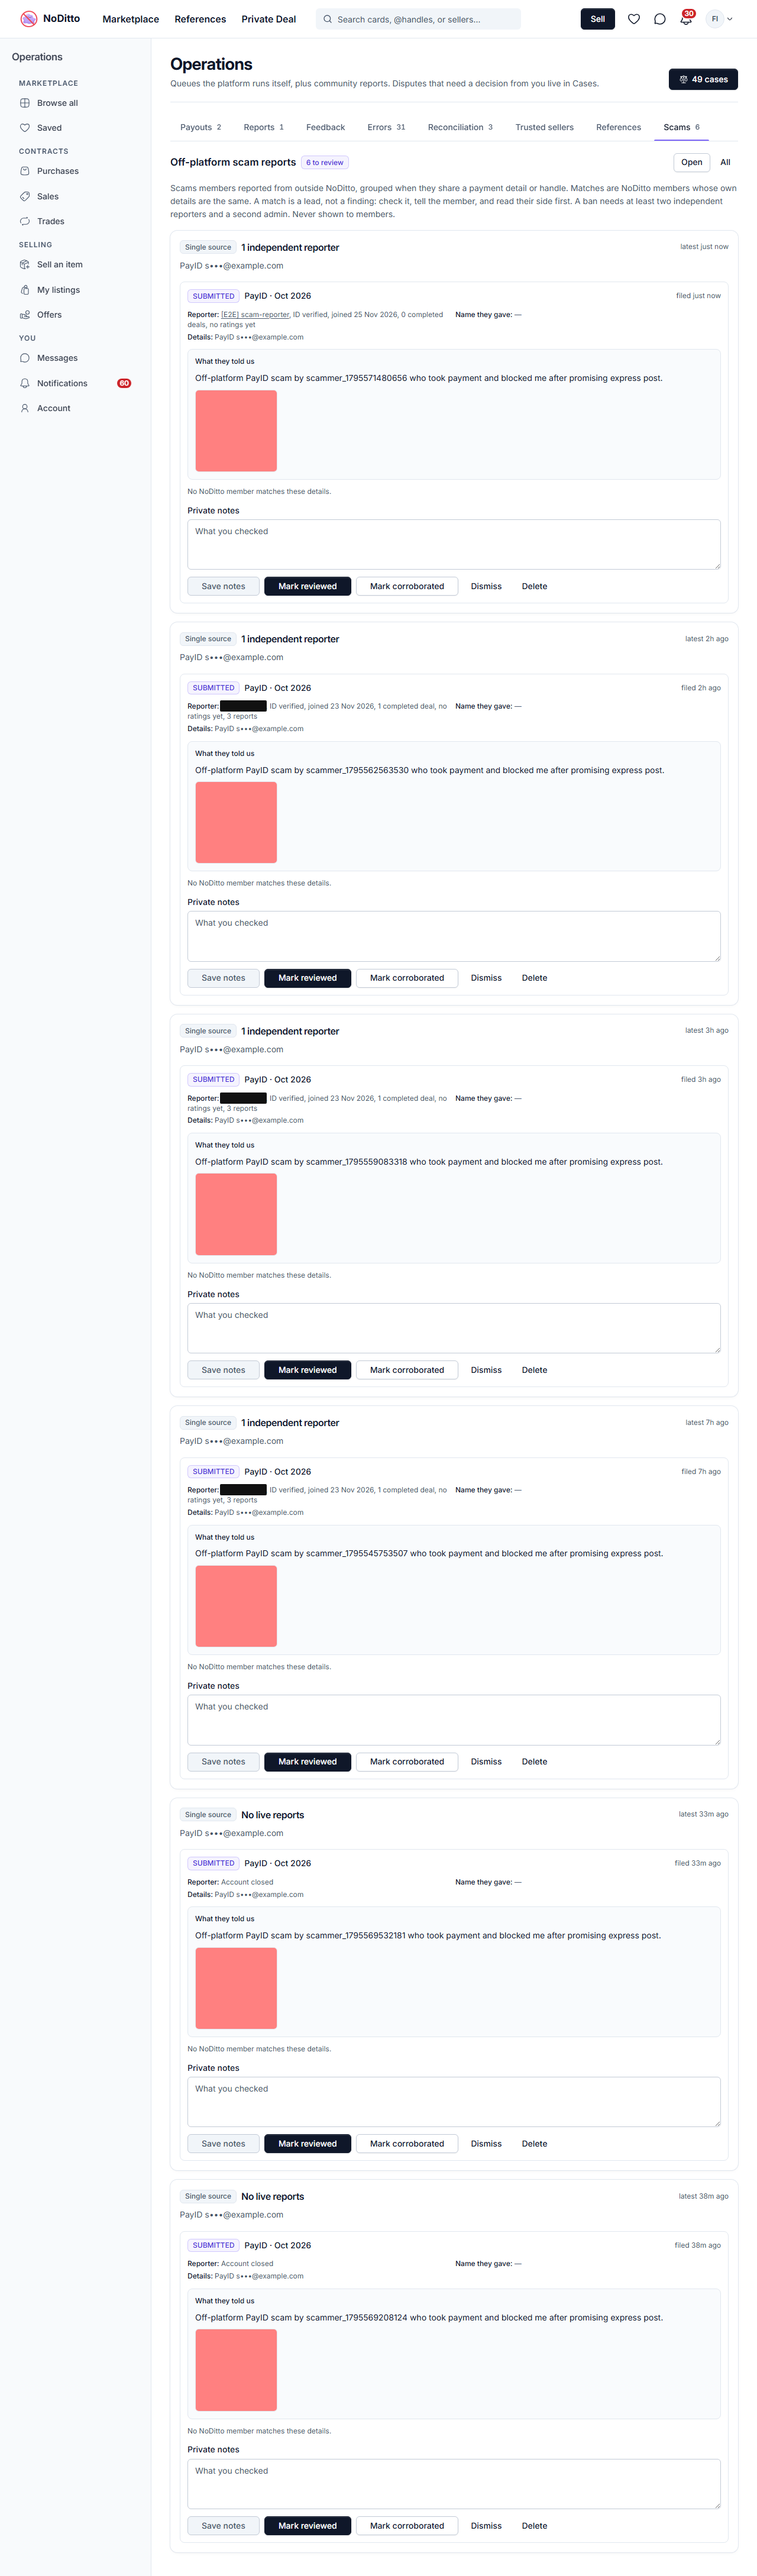 NoDitto
Marketplace
References
Private Deal
Search cards, @handles, or sellers...
Sell
30
FI
Operations
MARKETPLACE
Browse all
Saved
CONTRACTS
Purchases
Sales
Trades
SELLING
Sell an item
My listings
Offers
YOU
Messages
Notifications 60
Account
Operations
Queues the platform runs itself, plus community reports. Disputes that need a decision from you live in Cases.
49 cases
Payouts 2
Reports 1
Feedback
Errors 31
Reconciliation 3
Trusted sellers
References
Scams 6
Off-platform scam reports 6 to review
Open
All
Scams members reported from outside NoDitto, grouped when they share a payment detail or handle. Matches are NoDitto members whose own
details are the same. A match is a lead, not a finding: check it, tell the member, and read their side first. A ban needs at least two independent
reporters and a second admin. Never shown to members.
Single source 1 independent reporter latest just now
PayID s•••@example.com
SUBMITTED PayID · Oct 2026 filed just now
Reporter: [E2E] scam-reporter, ID verified, joined 25 Nov 2026, 0 completed
deals, no ratings yet
Name they gave: —
Details: PayID s•••@example.com
What they told us
Off-platform PayID scam by scammer_1795571480656 who took payment and blocked me after promising express post.
No NoDitto member matches these details.
Private notes
What you checked
Save notes Mark reviewed Mark corroborated Dismiss Delete
Single source 1 independent reporter latest 2h ago
PayID s•••@example.com
SUBMITTED PayID · Oct 2026 filed 2h ago
Reporter: ID verified, joined 23 Nov 2026, 1 completed deal, no
ratings yet, 3 reports
Name they gave: —
Details: PayID s•••@example.com
What they told us
Off-platform PayID scam by scammer_1795562563530 who took payment and blocked me after promising express post.
No NoDitto member matches these details.
Private notes
What you checked
Save notes Mark reviewed Mark corroborated Dismiss Delete
Single source 1 independent reporter latest 3h ago
PayID s•••@example.com
SUBMITTED PayID · Oct 2026 filed 3h ago
Reporter: ID verified, joined 23 Nov 2026, 1 completed deal, no
ratings yet, 3 reports
Name they gave: —
Details: PayID s•••@example.com
What they told us
Off-platform PayID scam by scammer_1795559083318 who took payment and blocked me after promising express post.
No NoDitto member matches these details.
Private notes
What you checked
Save notes Mark reviewed Mark corroborated Dismiss Delete
Single source 1 independent reporter latest 7h ago
PayID s•••@example.com
SUBMITTED PayID · Oct 2026 filed 7h ago
Reporter: ID verified, joined 23 Nov 2026, 1 completed deal, no
ratings yet, 3 reports
Name they gave: —
Details: PayID s•••@example.com
What they told us
Off-platform PayID scam by scammer_1795545753507 who took payment and blocked me after promising express post.
No NoDitto member matches these details.
Private notes
What you checked
Save notes Mark reviewed Mark corroborated Dismiss Delete
Single source No live reports latest 33m ago
PayID s•••@example.com
SUBMITTED PayID · Oct 2026 filed 33m ago
Reporter: Account closed
Name they gave: —
Details: PayID s•••@example.com
What they told us
Off-platform PayID scam by scammer_1795569532181 who took payment and blocked me after promising express post.
No NoDitto member matches these details.
Private notes
What you checked
Save notes Mark reviewed Mark corroborated Dismiss Delete
Single source No live reports latest 38m ago
PayID s•••@example.com
SUBMITTED PayID · Oct 2026 filed 38m ago
Reporter: Account closed
Name they gave: —
Details: PayID s•••@example.com
What they told us
Off-platform PayID scam by scammer_1795569208124 who took payment and blocked me after promising express post.
No NoDitto member matches these details.
Private notes
What you checked
Save notes Mark reviewed Mark corroborated Dismiss Delete